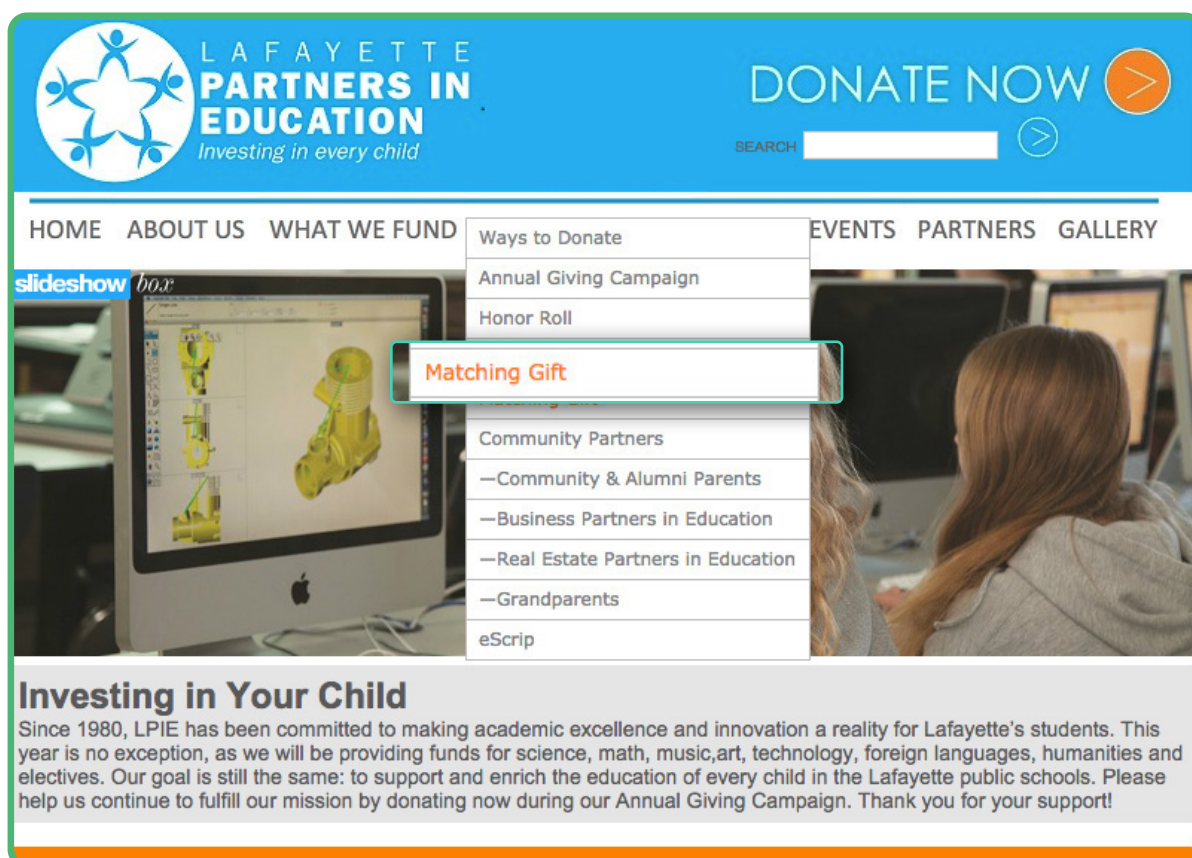 LAFAYETTE
PARTNERS IN
EDUCATION
Investing in every child
DONATE NOW >
SEARCH >
HOME ABOUT US WHAT WE FUND EVENTS PARTNERS GALLERY
slideshow box
Ways to Donate
Annual Giving Campaign
Honor Roll
Matching Gift
Community Partners
—Community & Alumni Parents
—Business Partners in Education
—Real Estate Partners in Education
—Grandparents
eScrip
Investing in Your Child
Since 1980, LPIE has been committed to making academic excellence and innovation a reality for Lafayette's students. This
year is no exception, as we will be providing funds for science, math, music,art, technology, foreign languages, humanities and
electives. Our goal is still the same: to support and enrich the education of every child in the Lafayette public schools. Please
help us continue to fulfill our mission by donating now during our Annual Giving Campaign. Thank you for your support!